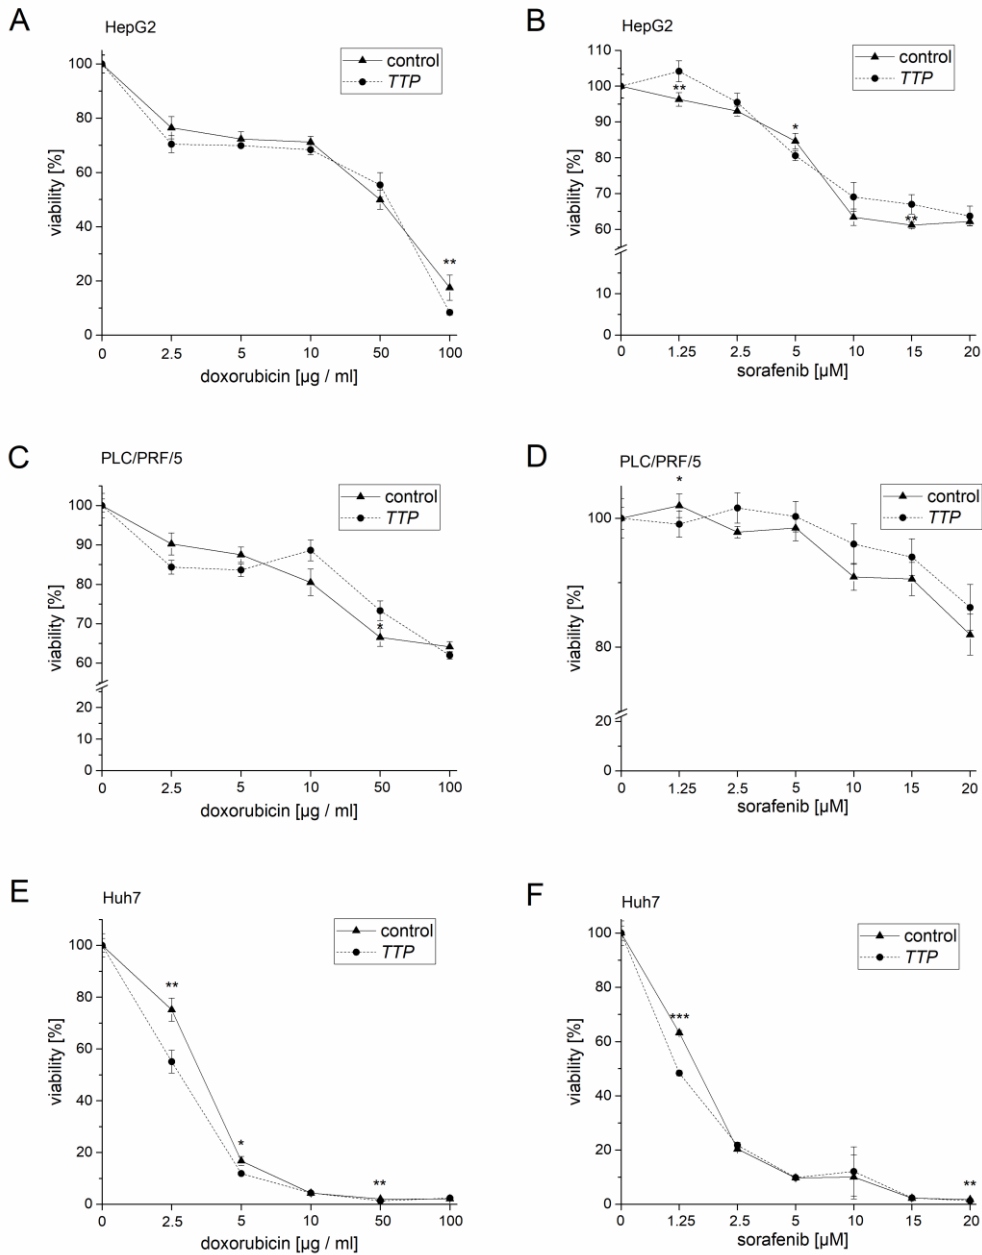 A
HepG2
control
TTP
viability [%]
100
80
60
40
20
0
**
0 2.5 5 10 50 100
doxorubicin [µg / ml]
B
HepG2
control
TTP
viability [%]
110
100
90
80
70
60
10
0
**
*
**
0 1.25 2.5 5 10 15 20
sorafenib [µM]
C
PLC/PRF/5
control
TTP
viability [%]
100
90
80
70
60
20
10
0
*
0 2.5 5 10 50 100
doxorubicin [µg / ml]
D
PLC/PRF/5
control
TTP
viability [%]
100
80
20
0
*
0 1.25 2.5 5 10 15 20
sorafenib [µM]
E
Huh7
control
TTP
viability [%]
100
80
60
40
20
0
**
*
**
0 2.5 5 10 50 100
doxorubicin [µg / ml]
F
Huh7
control
TTP
viability [%]
100
80
60
40
20
0
***
**
0 1.25 2.5 5 10 15 20
sorafenib [µM]